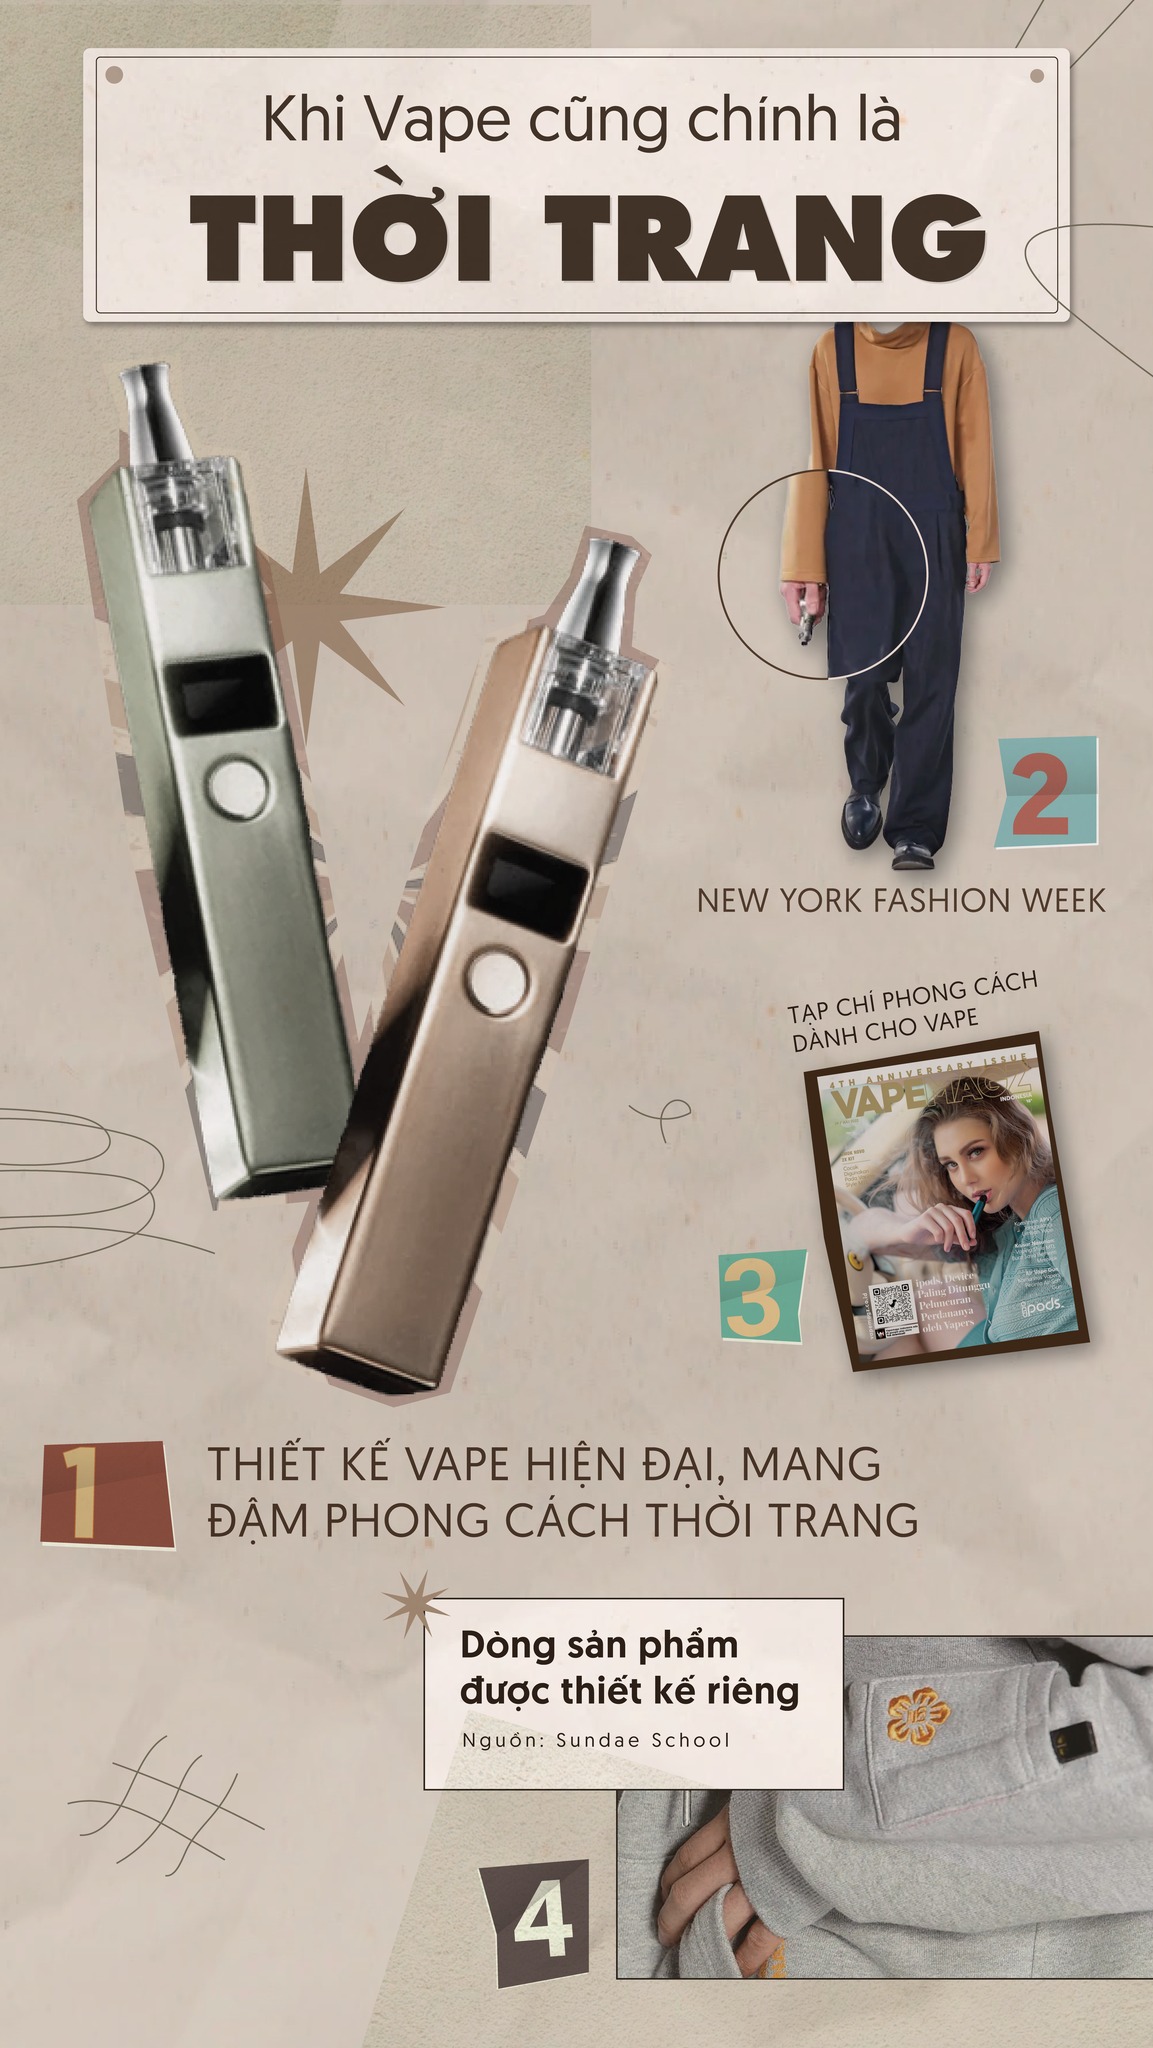 Khi Vape cũng chính là
THỜI TRANG
2
NEW YORK FASHION WEEK
TẠP CHÍ PHONG CÁCH
DÀNH CHO VAPE
4TH ANNIVERSARY ISSUE
VAPEMAGZ
INDONESIA
ipods, Device
Paling Ditunggu
Peluncuran
Perdananya
oleh Vapers
pods.
3
1
THIẾT KẾ VAPE HIỆN ĐẠI, MANG
ĐẬM PHONG CÁCH THỜI TRANG
Dòng sản phẩm
được thiết kế riêng
Nguồn: Sundae School
4